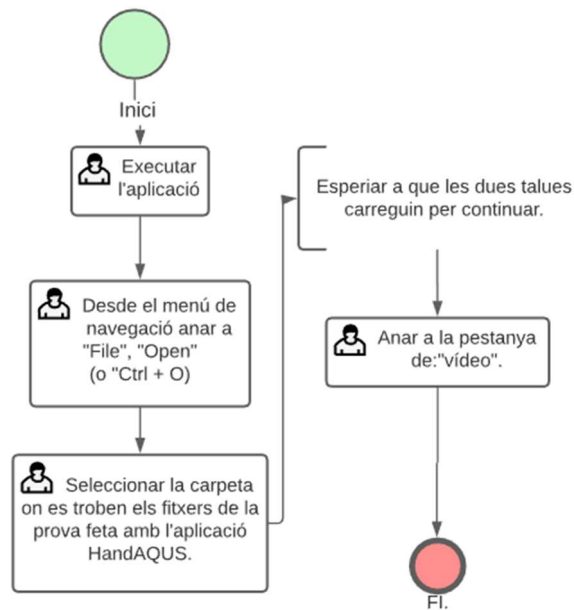 Inici
Executar
l'aplicació
Desde el menú de
navegació anar a
"File", "Open"
(o "Ctrl + O)
Seleccionar la carpeta
on es troben els fitxers de la
prova feta amb l'aplicació
HandAQUS.
Esperiar a que les dues talues
carreguin per continuar.
Anar a la pestanya
de:"vídeo".
FI.